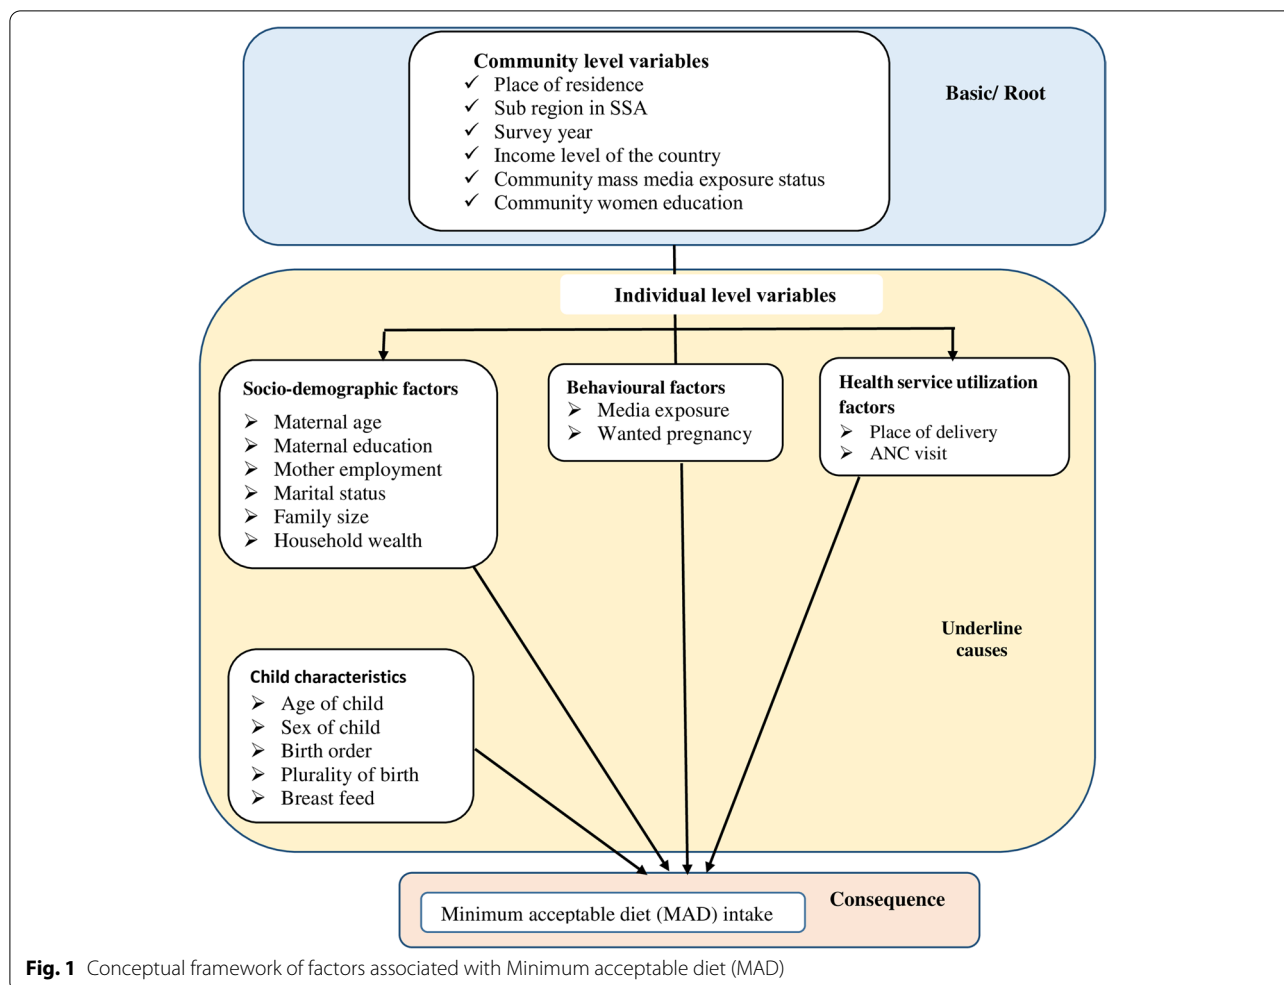 Community level variables
✓ Place of residence
✓ Sub region in SSA
✓ Survey year
✓ Income level of the country
✓ Community mass media exposure status
✓ Community women education
Basic/ Root
Individual level variables
Socio-demographic factors
➢ Maternal age
➢ Maternal education
➢ Mother employment
➢ Marital status
➢ Family size
➢ Household wealth
Behavioural factors
➢ Media exposure
➢ Wanted pregnancy
Health service utilization
factors
➢ Place of delivery
➢ ANC visit
Underline
causes
Child characteristics
➢ Age of child
➢ Sex of child
➢ Birth order
➢ Plurality of birth
➢ Breast feed
Consequence
Minimum acceptable diet (MAD) intake
Fig. 1 Conceptual framework of factors associated with Minimum acceptable diet (MAD)